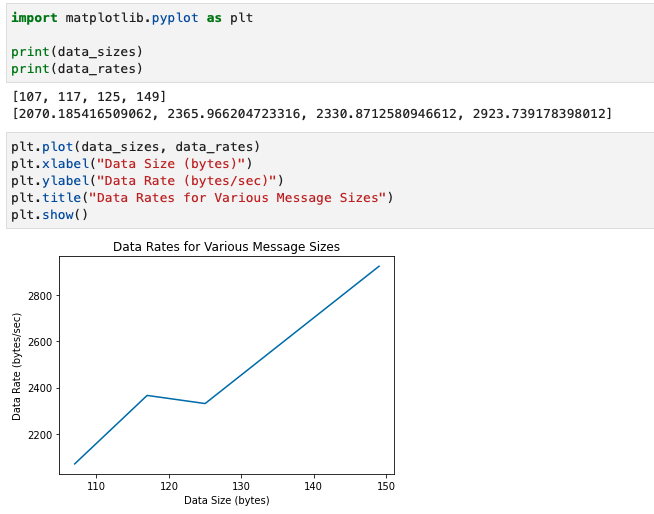 import matplotlib.pyplot as plt
print(data_sizes)
print(data_rates)
[107, 117, 125, 149]
[2070.185416509062, 2365.966204723316, 2330.8712580946612, 2923.739178398012]
plt.plot(data_sizes, data_rates)
plt.xlabel("Data Size (bytes)")
plt.ylabel("Data Rate (bytes/sec)")
plt.title("Data Rates for Various Message Sizes")
plt.show()
Data Rates for Various Message Sizes
Data Rate (bytes/sec)
2800
2600
2400
2200
110 120 130 140 150
Data Size (bytes)